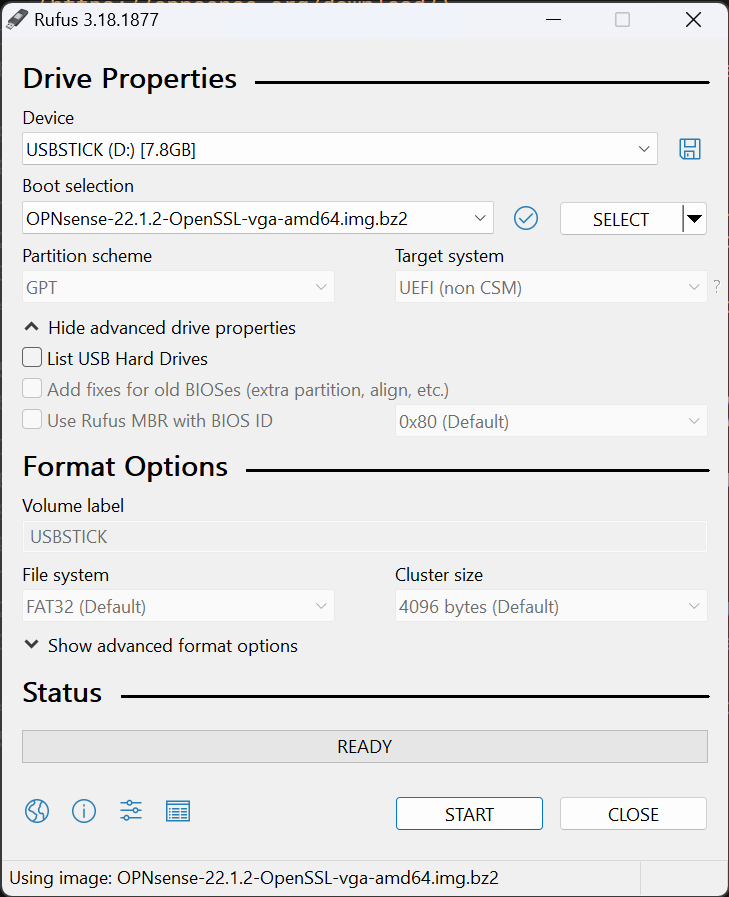 Rufus 3.18.1877
Drive Properties
Device
USBSTICK (D:) [7.8GB]
Boot selection
OPNsense-22.1.2-OpenSSL-vga-amd64.img.bz2
SELECT
Partition scheme
Target system
GPT
UEFI (non CSM)
?
Hide advanced drive properties
List USB Hard Drives
Add fixes for old BIOSes (extra partition, align, etc.)
Use Rufus MBR with BIOS ID
0x80 (Default)
Format Options
Volume label
USBSTICK
File system
Cluster size
FAT32 (Default)
4096 bytes (Default)
Show advanced format options
Status
READY
START
CLOSE
Using image: OPNsense-22.1.2-OpenSSL-vga-amd64.img.bz2